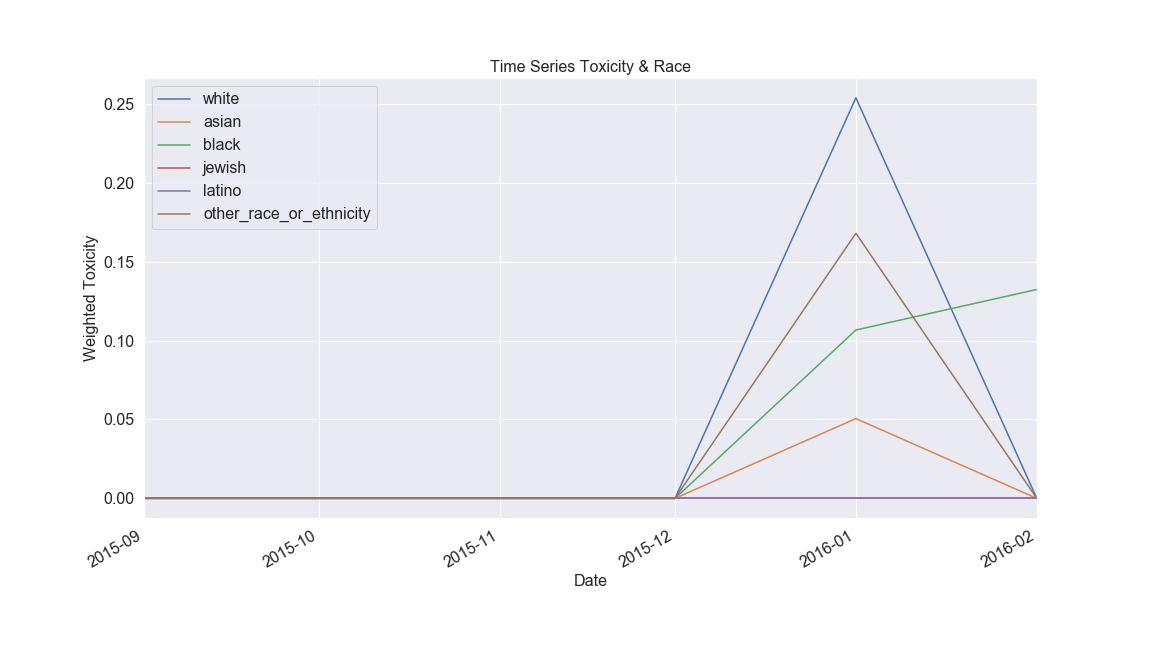 Time Series Toxicity & Race
white
asian
black
jewish
latino
other_race_or_ethnicity
0.25
0.20
0.15
0.10
0.05
0.00
Weighted Toxicity
2015-09
2015-10
2015-11
2015-12
2016-01
2016-02
Date